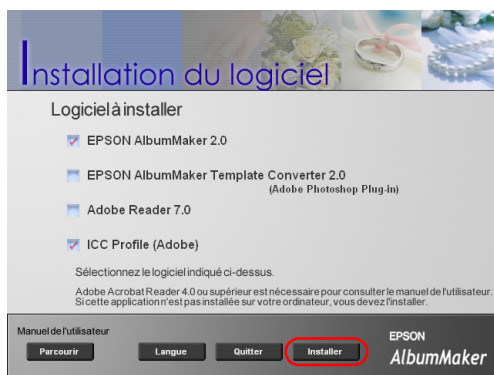 Installation du logiciel
Logiciel à installer
EPSON AlbumMaker 2.0
EPSON AlbumMaker Template Converter 2.0
(Adobe Photoshop Plug-in)
Adobe Reader 7.0
ICC Profile (Adobe)
Sélectionnez le logiciel indiqué ci-dessus.
Adobe Acrobat Reader 4.0 ou supérieur est nécessaire pour consulter le manuel de l'utilisateur.
Si cette application n'est pas installée sur votre ordinateur, vous devez l'installer.
Manuel de l'utilisateur
Parcourir
Langue
Quitter
Installer
EPSON
AlbumMaker